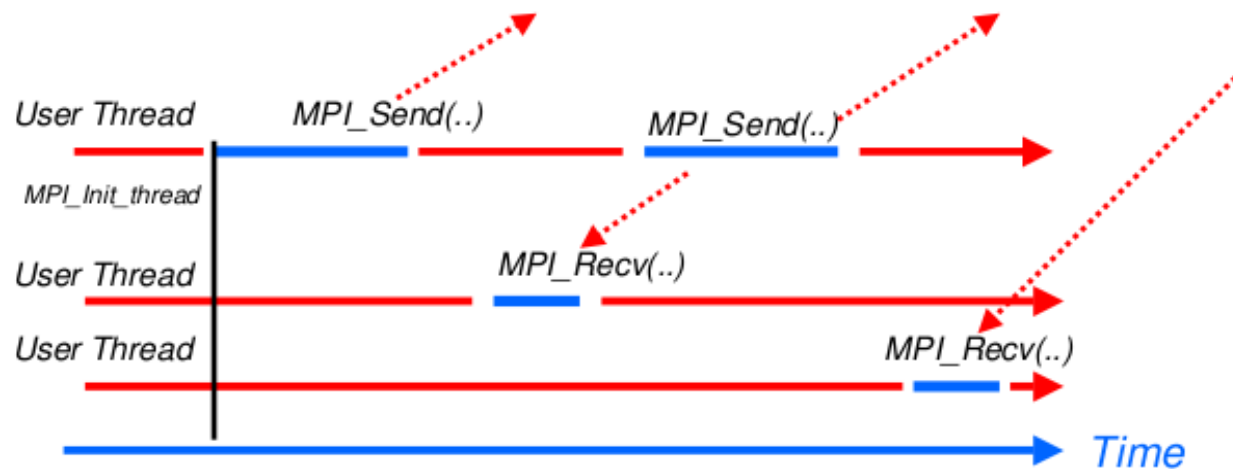 User Thread
MPI_Send(..)
MPI_Send(..)
MPI_Init_thread
User Thread
MPI_Recv(..)
User Thread
MPI_Recv(..)
Time